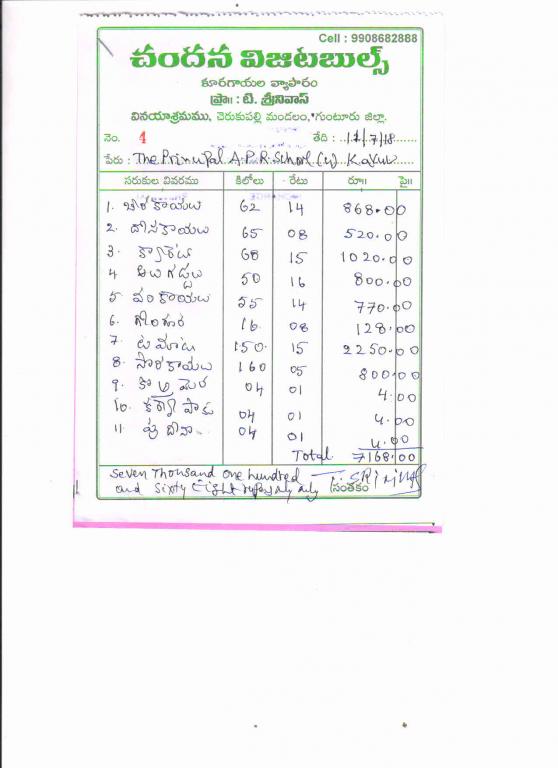 Cell : 9908682888
చందన విజిటబుల్స్
కూరగాయల వ్యాపారం
ప్రొ॥ టి. శ్రీనివాస్
వినయాశ్రమము, చెరుకుపల్లి మండలం, గుంటూరు జిల్లా.
నెం. 4 తేది : 12/7/18
పేరు : The Principal A.P.R. School (G) Kavur
సరుకుల వివరము కిలోలు రేటు రూ॥ పై॥
1. బీరకాయలు 62 14 868.00
2. దోసకాయలు 65 08 520.00
3. క్యారెట్ 68 15 1020.00
4 ఆలుగడ్డలు 50 16 800.00
5 వంకాయలు 55 14 770.00
6. గోంగూర 16. 08 128.00
7. టమాటు 150. 15 2250.00
8. సొరకాయలు 160 05 800.00
9. కొత్రిమెర 04 01 4.00
10. 04 01 4.00
11. పుదీనా 04 01 4.00
Total 7168.00
Seven Thousand one hundred T. SRINIVAS
and Sixty Eight rupees only సంతకం